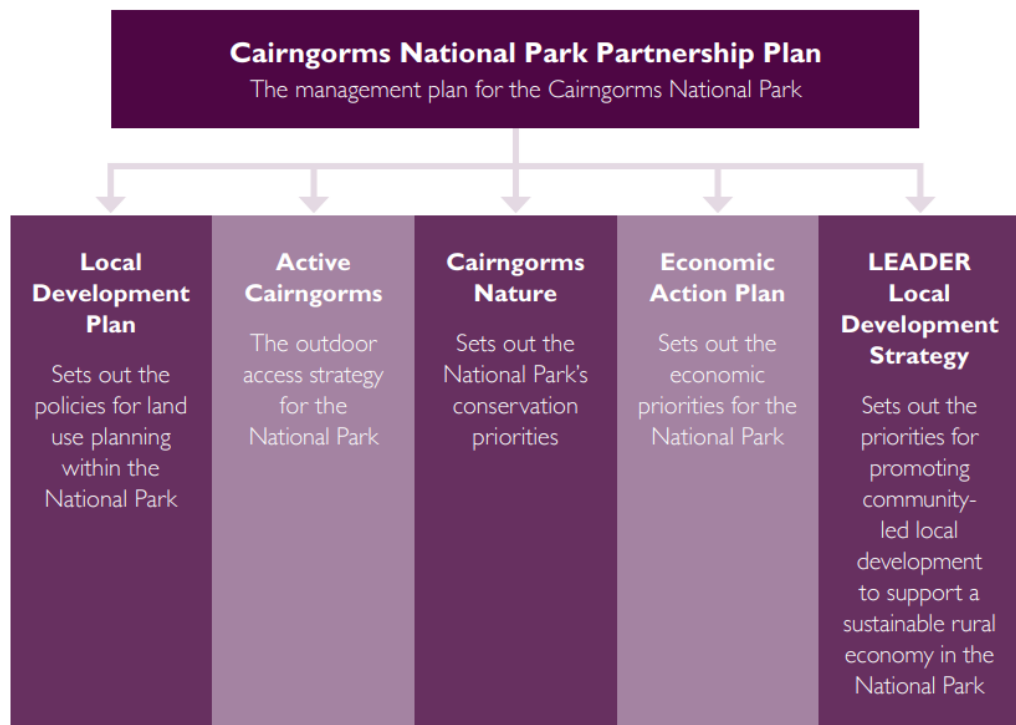 Cairngorms National Park Partnership Plan
The management plan for the Cairngorms National Park
Local
Development
Plan
Sets out the
policies for land
use planning
within the
National Park
Active
Cairngorms
The outdoor
access strategy
for the
National Park
Cairngorms
Nature
Sets out the
National Park's
conservation
priorities
Economic
Action Plan
Sets out the
economic
priorities for the
National Park
LEADER
Local
Development
Strategy
Sets out the
priorities for
promoting
community-
led local
development
to support a
sustainable rural
economy in the
National Park